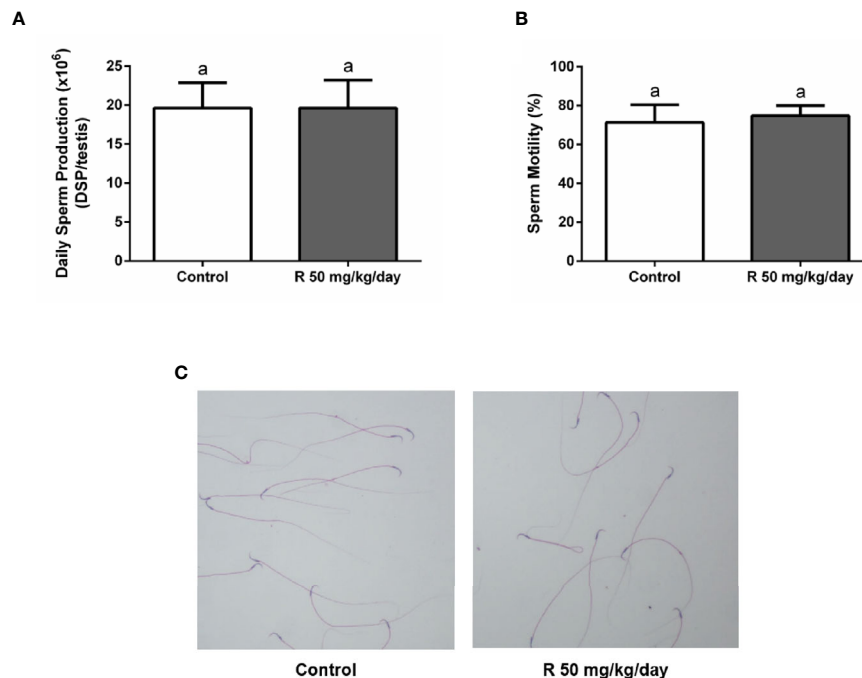 A
Daily Sperm Production (x10⁶)
(DSP/testis)
25
20
15
10
5
0
a
a
Control
R 50 mg/kg/day
B
Sperm Motility (%)
100
80
60
40
20
0
a
a
Control
R 50 mg/kg/day
C
Control
R 50 mg/kg/day